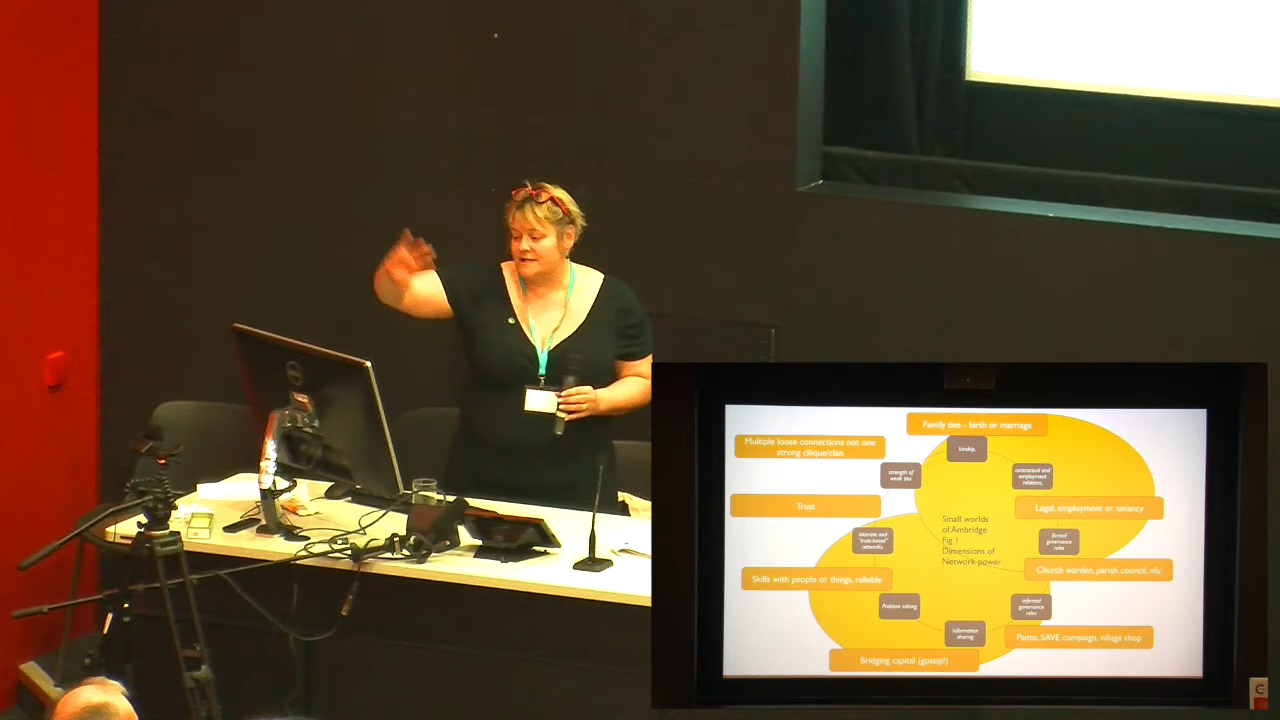 Family ties - birth or marriage
Multiple loose connections not one
strong clique/clan
kinship,
strength of
weak ties
contractual and
employment
relations,
Trust
Legal, employment or tenancy
Small worlds
of Ambridge
Fig 1
Dimensions of
Network power
intimate and
"trust-based"
networks,
formal
governance
roles
Church warden, parish council, nfu
Skills with people or things, reliable
Problem solving
informal
governance
roles
Information
sharing
Panto, SAVE campaign, village shop
Bridging capital (gossip!)
C